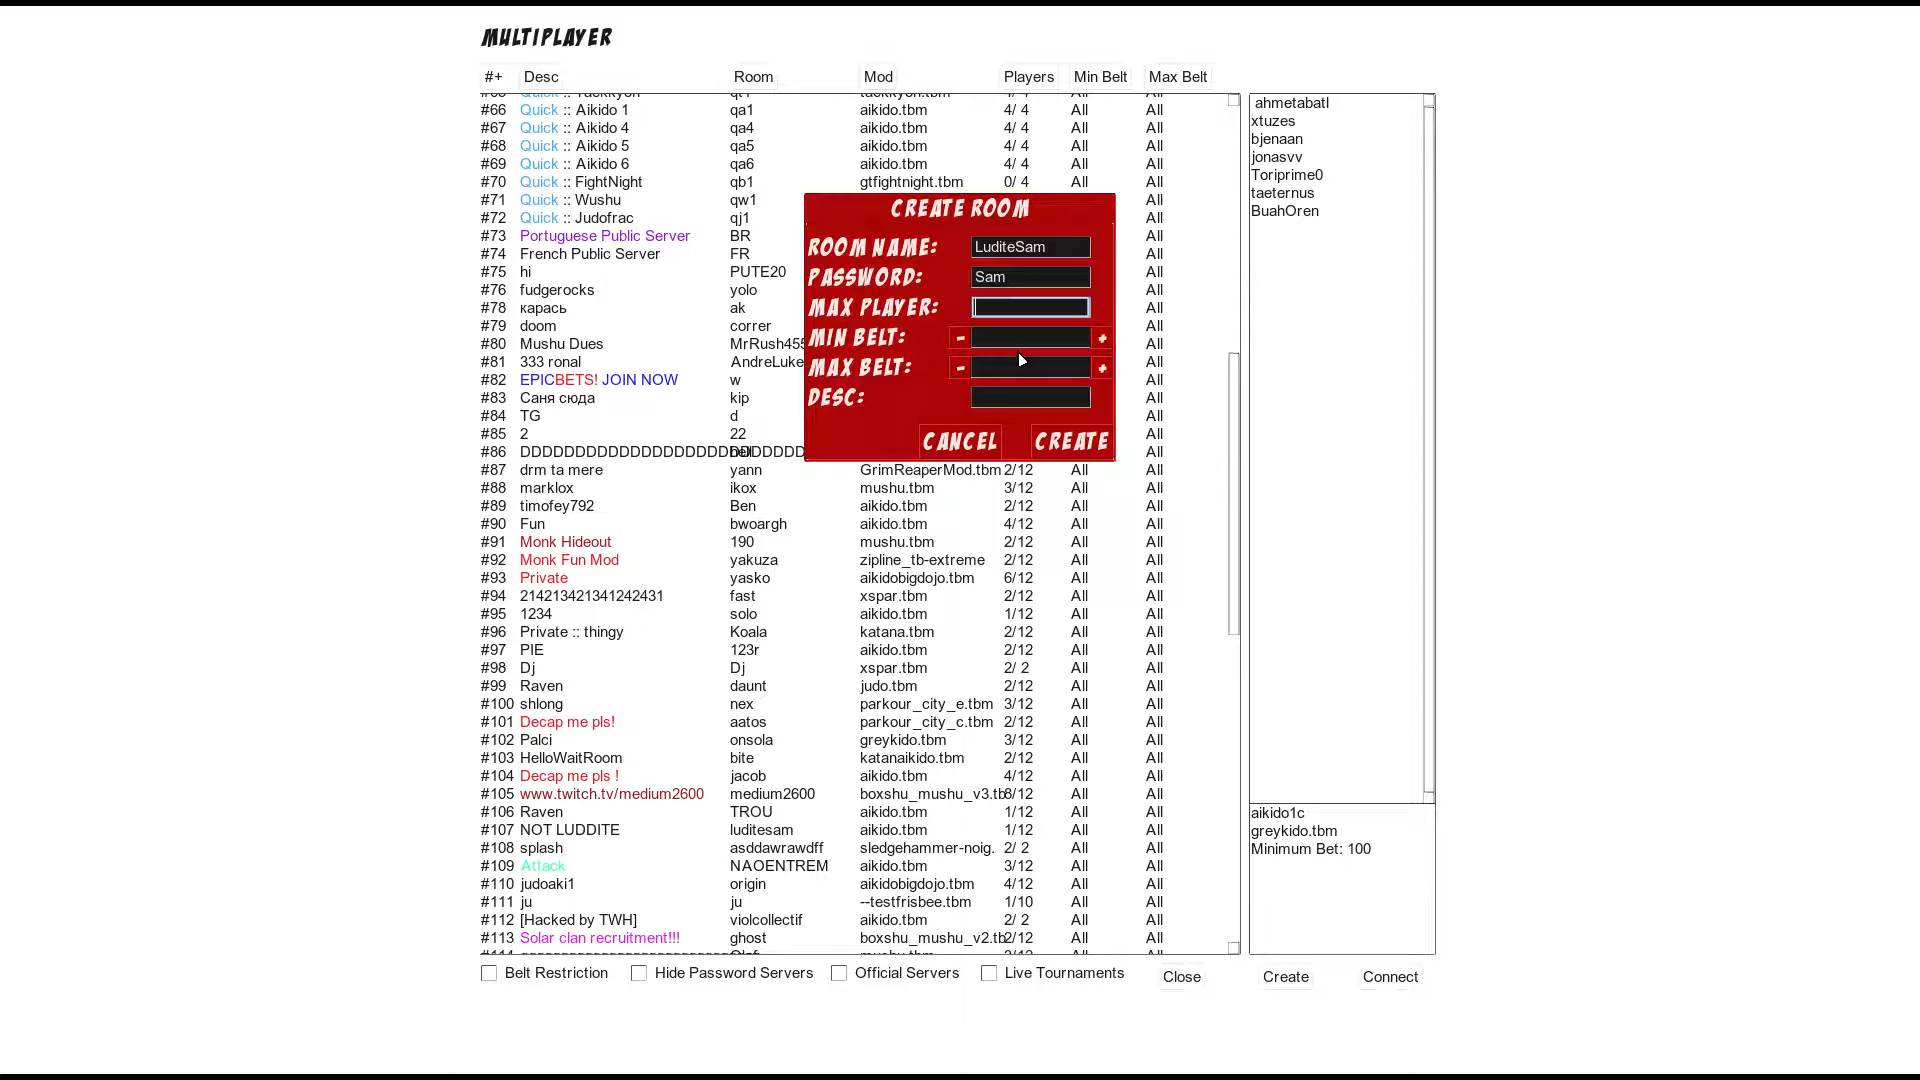 MULTIPLAYER
#+ Desc Room Mod Players Min Belt Max Belt
#66 Quick :: Aikido 1 qa1 aikido.tbm 4/ 4 All All
#67 Quick :: Aikido 4 qa4 aikido.tbm 4/ 4 All All
#68 Quick :: Aikido 5 qa5 aikido.tbm 4/ 4 All All
#69 Quick :: Aikido 6 qa6 aikido.tbm 4/ 4 All All
#70 Quick :: FightNight qb1 gtfightnight.tbm 0/ 4 All All
#71 Quick :: Wushu qw1 All
#72 Quick :: Judofrac qj1 All
#73 Portuguese Public Server BR All
#74 French Public Server FR All
#75 hi PUTE20 All
#76 fudgerocks yolo All
#78 карась ak All
#79 doom correr All
#80 Mushu Dues MrRush455 All
#81 333 ronal AndreLuke All
#82 EPICBETS! JOIN NOW w All
#83 Саня сюда kip All
#84 TG d All
#85 2 22 All
#86 All
#87 drm ta mere yann GrimReaperMod.tbm 2/12 All All
#88 marklox ikox mushu.tbm 3/12 All All
#89 timofey792 Ben aikido.tbm 2/12 All All
#90 Fun bwoargh aikido.tbm 4/12 All All
#91 Monk Hideout 190 mushu.tbm 2/12 All All
#92 Monk Fun Mod yakuza zipline_tb-extreme 2/12 All All
#93 Private yasko aikidobigdojo.tbm 6/12 All All
#94 214213421341242431 fast xspar.tbm 2/12 All All
#95 1234 solo aikido.tbm 1/12 All All
#96 Private :: thingy Koala katana.tbm 2/12 All All
#97 PIE 123r aikido.tbm 2/12 All All
#98 Dj Dj xspar.tbm 2/ 2 All All
#99 Raven daunt judo.tbm 2/12 All All
#100 shlong nex parkour_city_e.tbm 3/12 All All
#101 Decap me pls! aatos parkour_city_c.tbm 2/12 All All
#102 Palci onsola greykido.tbm 3/12 All All
#103 HelloWaitRoom bite katanaikido.tbm 2/12 All All
#104 Decap me pls ! jacob aikido.tbm 4/12 All All
#105 www.twitch.tv/medium2600 medium2600 boxshu_mushu_v3.tb 8/12 All All
#106 Raven TROU aikido.tbm 1/12 All All
#107 NOT LUDDITE luditesam aikido.tbm 1/12 All All
#108 splash asddawrawdff sledgehammer-noig. 2/ 2 All All
#109 Attack NAOENTREM aikido.tbm 3/12 All All
#110 judoaki1 origin aikidobigdojo.tbm 4/12 All All
#111 ju ju --testfrisbee.tbm 1/10 All All
#112 [Hacked by TWH] violcollectif aikido.tbm 2/ 2 All All
#113 Solar clan recruitment!!! ghost boxshu_mushu_v2.tb 2/12 All All
CREATE ROOM
ROOM NAME: LuditeSam
PASSWORD: Sam
MAX PLAYER:
MIN BELT: - +
MAX BELT: - +
DESC:
CANCEL CREATE
ahmetabatl
xtuzes
bjenaan
jonasvv
Toriprime0
taeternus
BuahOren
aikido1c
greykido.tbm
Minimum Bet: 100
Belt Restriction Hide Password Servers Official Servers Live Tournaments Close Create Connect